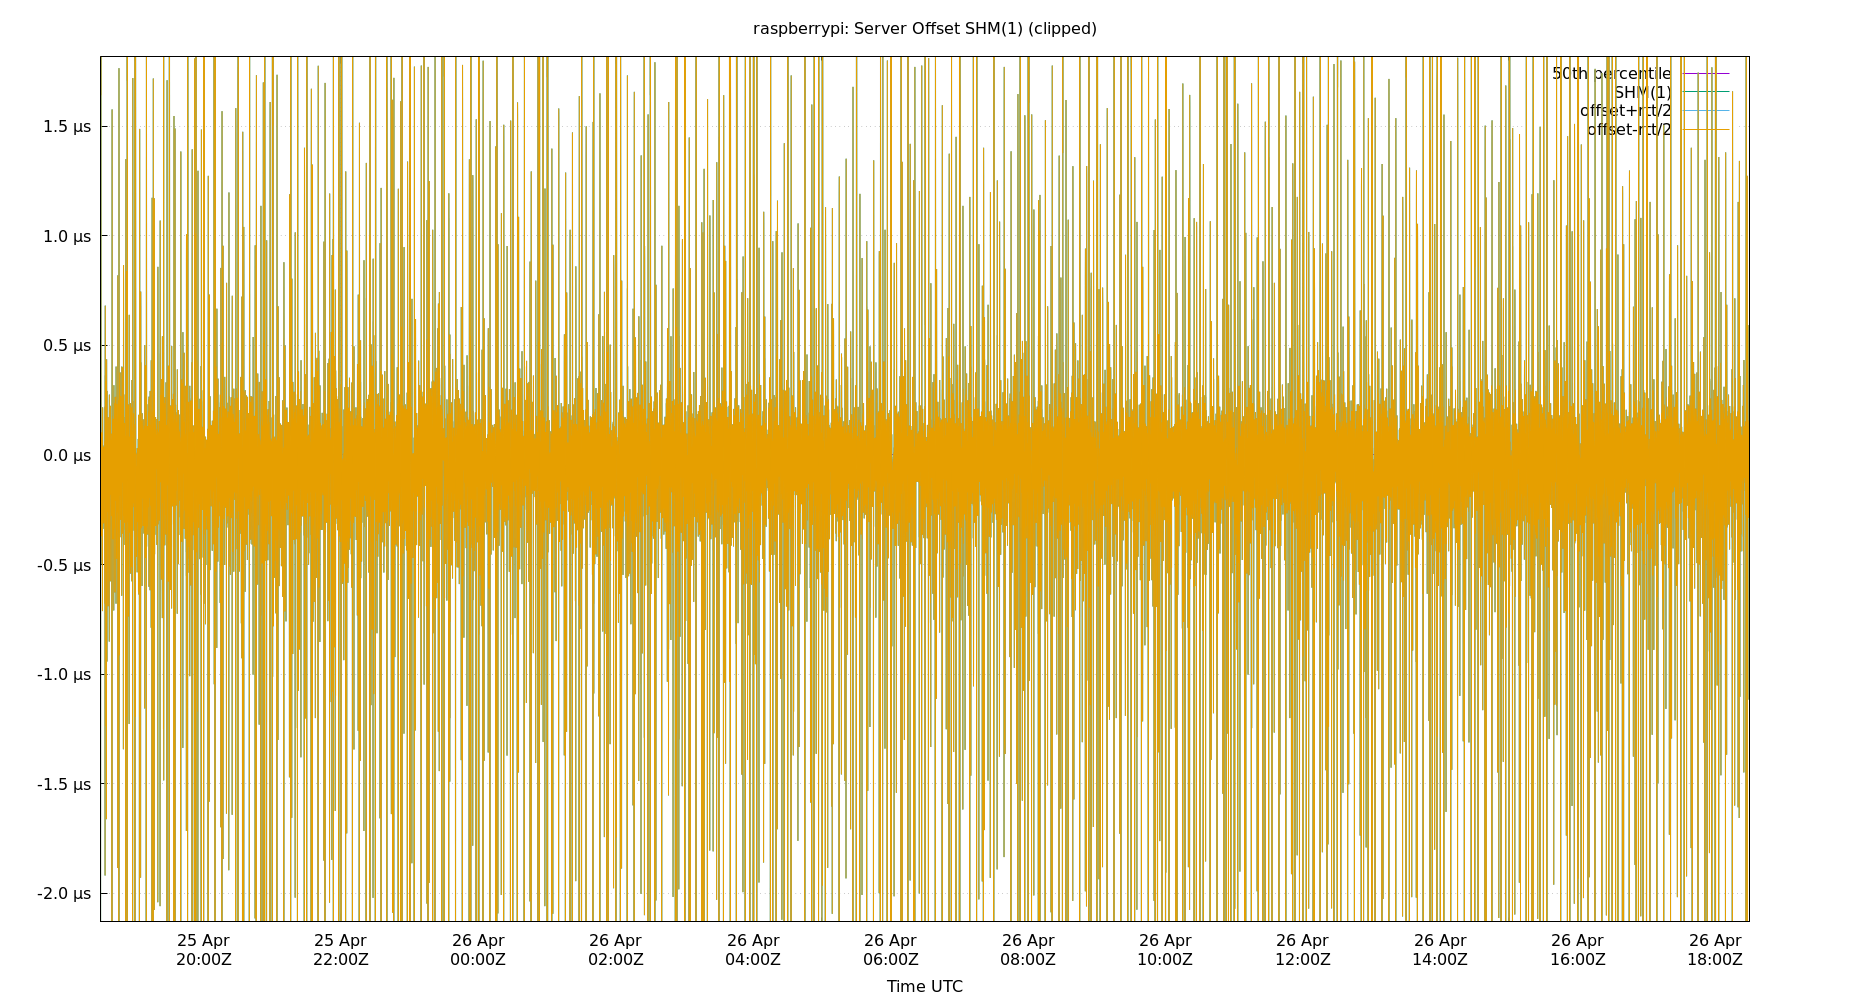 raspberrypi: Server Offset SHM(1) (clipped)
50th percentile
SHM(1)
offset+rtt/2
offset-rtt/2
1.5 µs
1.0 µs
0.5 µs
0.0 µs
-0.5 µs
-1.0 µs
-1.5 µs
-2.0 µs
25 Apr 25 Apr 26 Apr 26 Apr 26 Apr 26 Apr 26 Apr 26 Apr 26 Apr 26 Apr 26 Apr 26 Apr
20:00Z 22:00Z 00:00Z 02:00Z 04:00Z 06:00Z 08:00Z 10:00Z 12:00Z 14:00Z 16:00Z 18:00Z
Time UTC